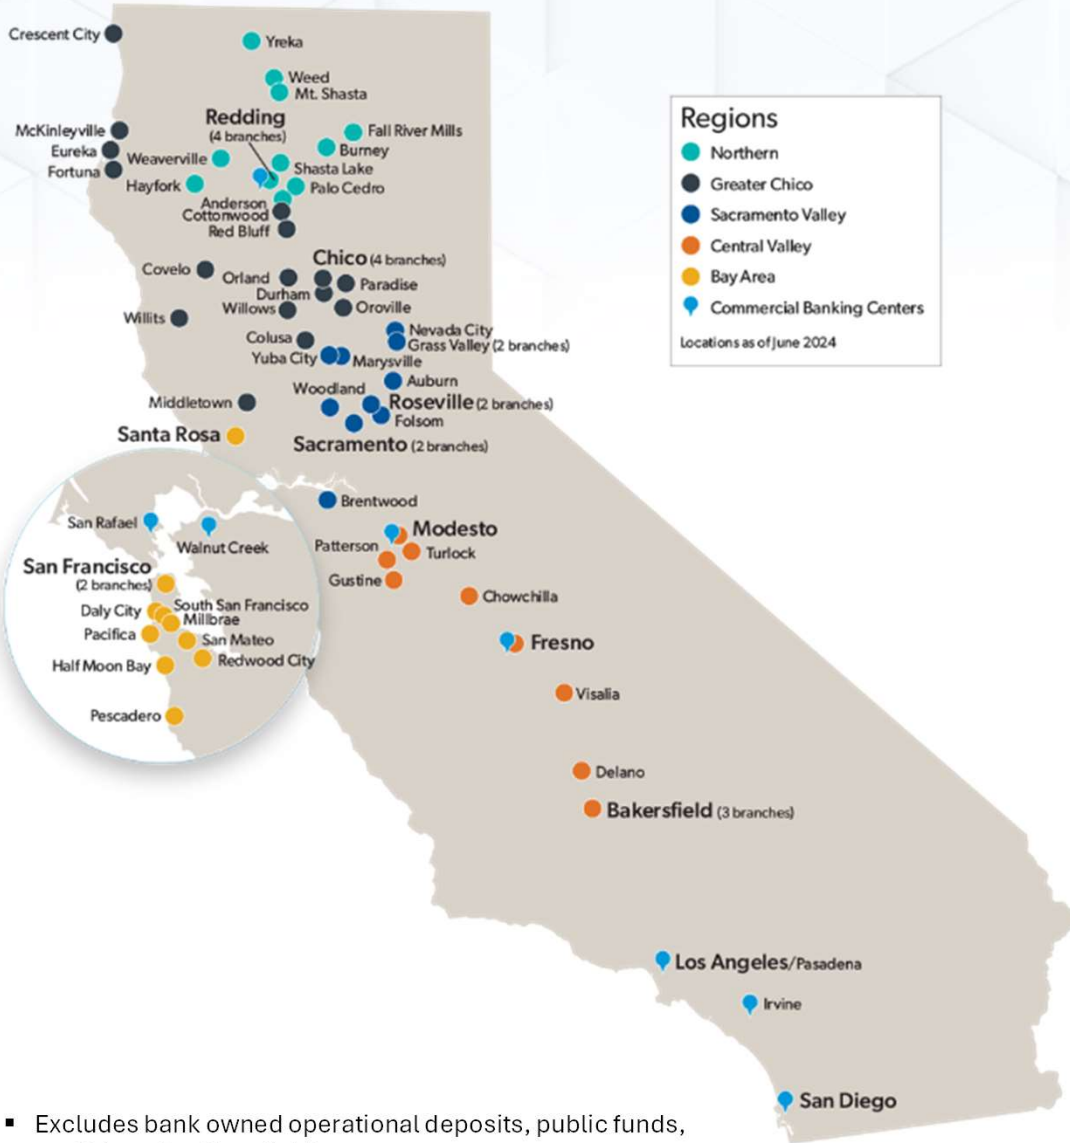 Crescent City
Yreka
Weed
Mt. Shasta
Redding
(4 branches)
McKinleyville
Fall River Mills
Eureka
Burney
Weaverville
Fortuna
Shasta Lake
Hayfork
Palo Cedro
Anderson
Cottonwood
Red Bluff
Chico (4 branches)
Covelo
Orland
Paradise
Durham
Willows
Oroville
Willits
Nevada City
Colusa
Grass Valley (2 branches)
Yuba City
Marysville
Auburn
Woodland
Middletown
Roseville (2 branches)
Folsom
Santa Rosa
Sacramento (2 branches)
Brentwood
San Rafael
Walnut Creek
Modesto
Patterson
Turlock
San Francisco
(2 branches)
Gustine
Chowchilla
Daly City
South San Francisco
Millbrae
Pacifica
San Mateo
Fresno
Half Moon Bay
Redwood City
Visalia
Pescadero
Delano
Bakersfield (3 branches)
Los Angeles/Pasadena
Irvine
San Diego
Regions
Northern
Greater Chico
Sacramento Valley
Central Valley
Bay Area
Commercial Banking Centers
Locations as of June 2024
▪ Excludes bank owned operational deposits, public funds,